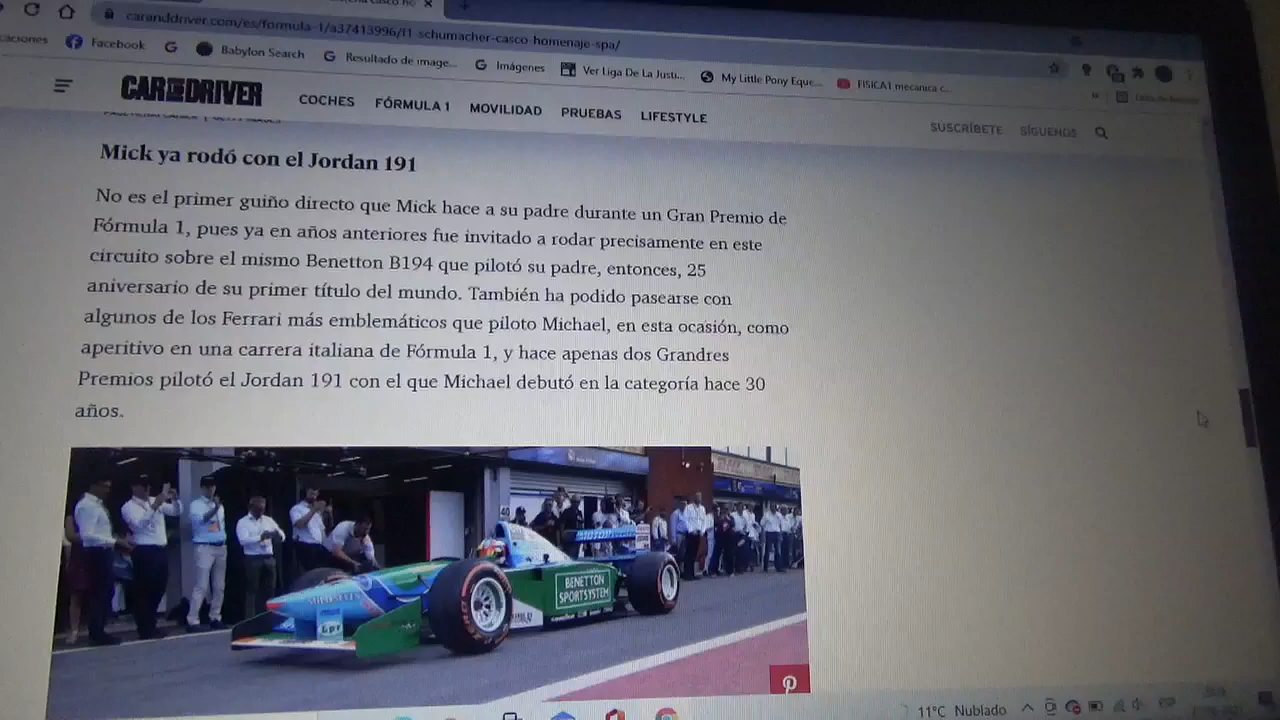 caranddriver.com/es/formula-1/a37413996/f1-schumacher-casco-homenaje-spa/
Facebook
Babylon Search
Resultado de image...
Imágenes
Ver Liga De La Justi...
My Little Pony Eque...
FISICA1 mecanica c...
CAR AND DRIVER
COCHES FÓRMULA 1 MOVILIDAD PRUEBAS LIFESTYLE
SUSCRÍBETE SÍGUENOS
Mick ya rodó con el Jordan 191
No es el primer guiño directo que Mick hace a su padre durante un Gran Premio de
Fórmula 1, pues ya en años anteriores fue invitado a rodar precisamente en este
circuito sobre el mismo Benetton B194 que pilotó su padre, entonces, 25
aniversario de su primer título del mundo. También ha podido pasearse con
algunos de los Ferrari más emblemáticos que piloto Michael, en esta ocasión, como
aperitivo en una carrera italiana de Fórmula 1, y hace apenas dos Grandres
Premios pilotó el Jordan 191 con el que Michael debutó en la categoría hace 30
años.
40
BENETTON
SPORTSYSTEM
11°C Nublado